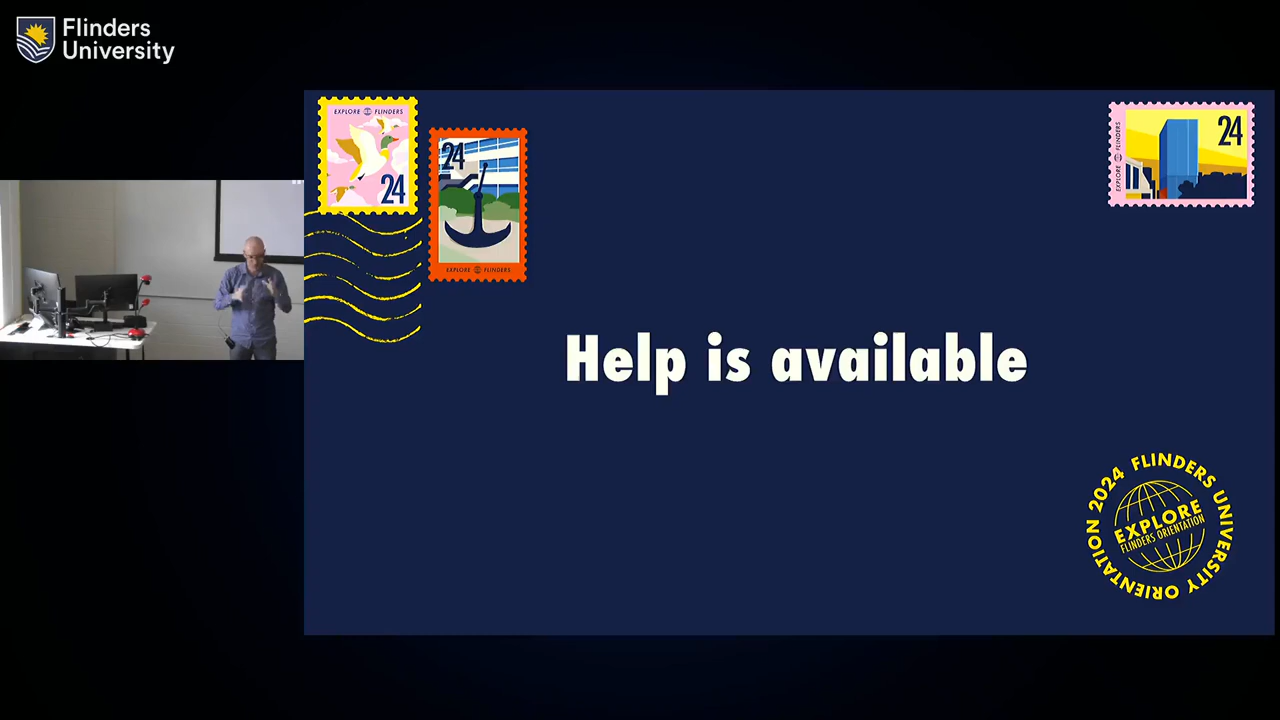 Flinders
University
EXPLORE FLINDERS
24
24
EXPLORE FLINDERS
EXPLORE FLINDERS
24
Help is available
FLINDERS UNIVERSITY ORIENTATION 2024
EXPLORE
FLINDERS ORIENTATION